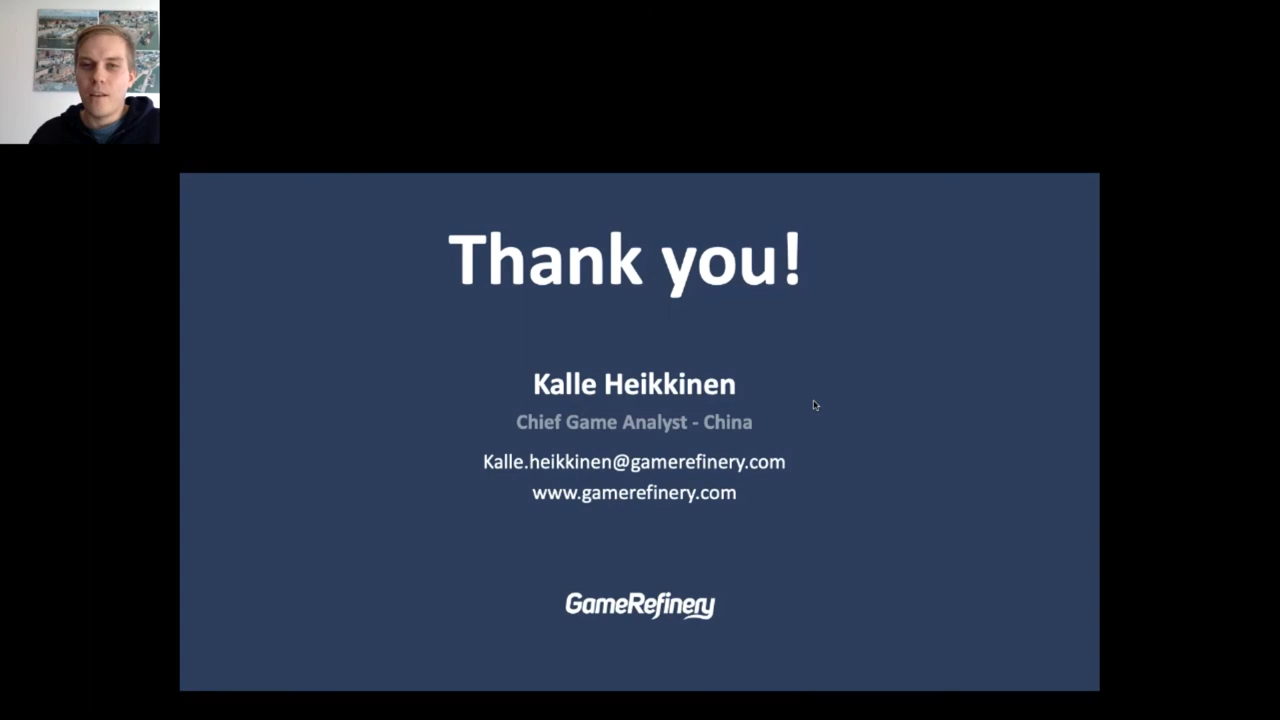 Thank you!
Kalle Heikkinen
Chief Game Analyst - China
Kalle.heikkinen@gamerefinery.com
www.gamerefinery.com
GameRefinery